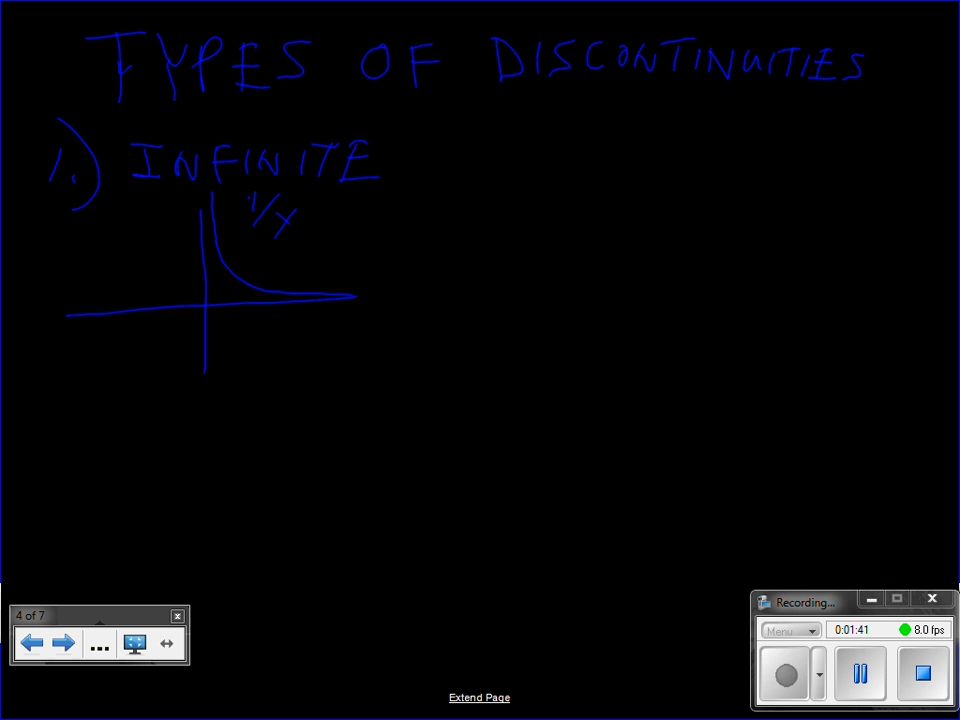 TYPES OF DISCONTINUITIES
1.) INFINITE
1/x
4 of 7
Recording...
Menu
0:01:41
8.0 fps
Extend Page